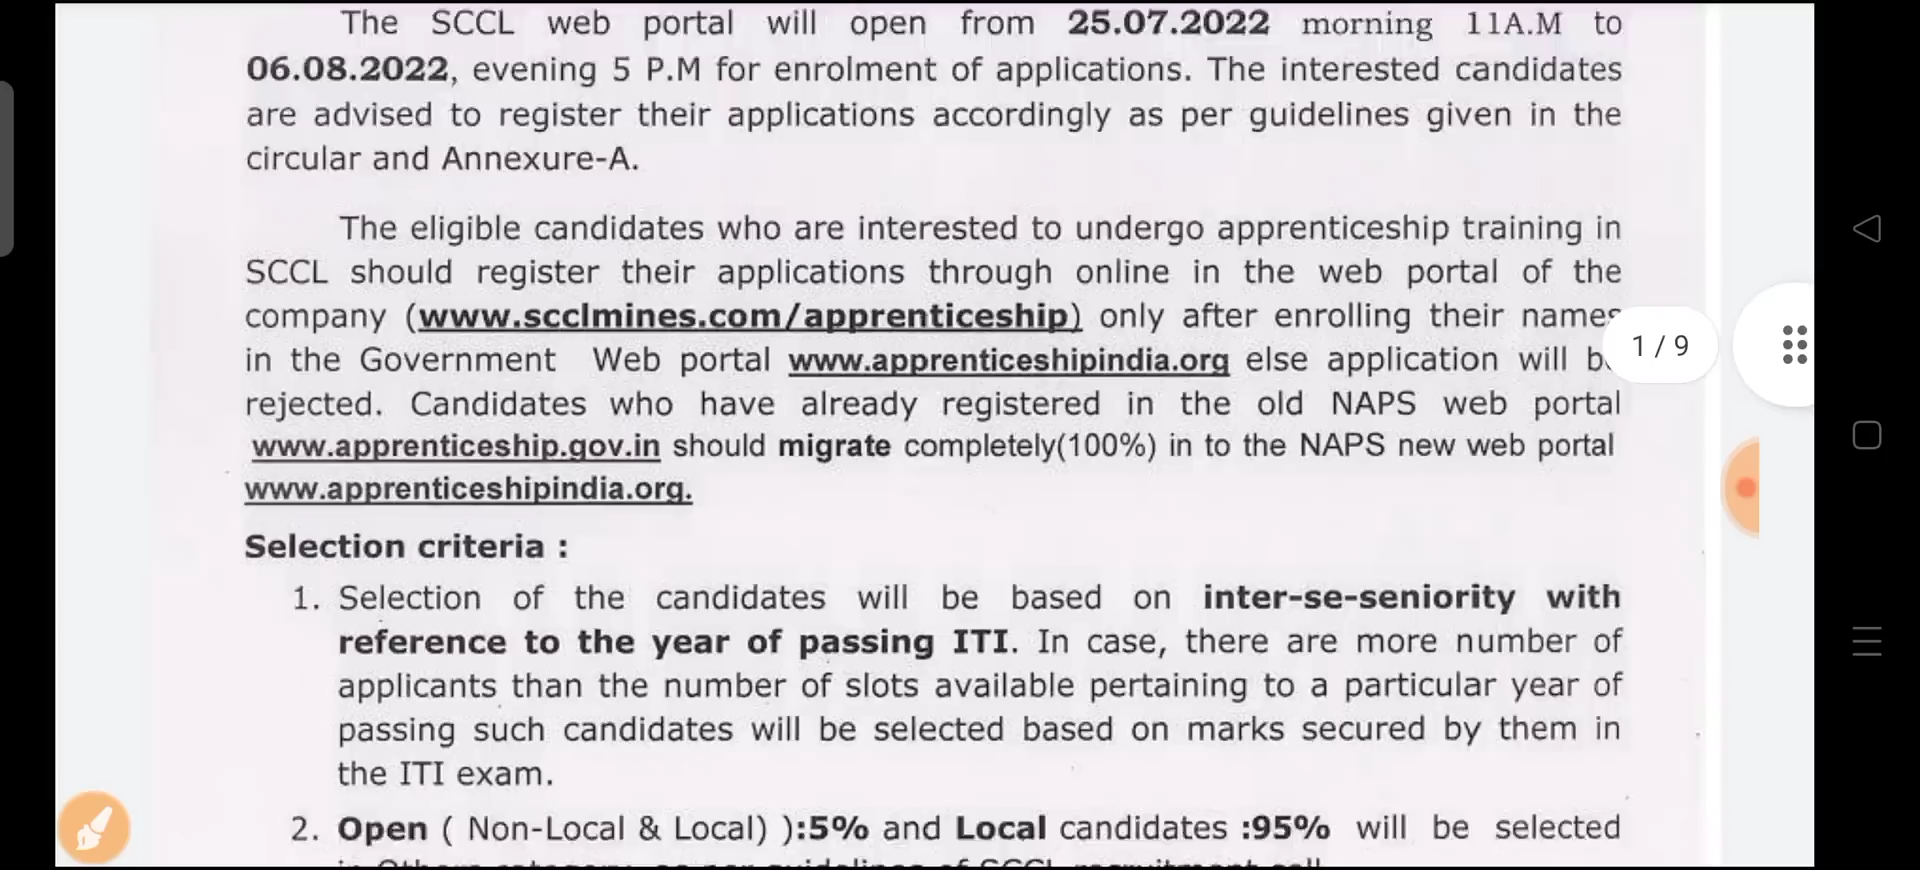 The SCCL web portal will open from 25.07.2022 morning 11A.M to
06.08.2022, evening 5 P.M for enrolment of applications. The interested candidates
are advised to register their applications accordingly as per guidelines given in the
circular and Annexure-A.
The eligible candidates who are interested to undergo apprenticeship training in
SCCL should register their applications through online in the web portal of the
company (www.scclmines.com/apprenticeship) only after enrolling their names
in the Government Web portal www.apprenticeshipindia.org else application will b
rejected. Candidates who have already registered in the old NAPS web portal
www.apprenticeship.gov.in should migrate completely(100%) in to the NAPS new web portal
www.apprenticeshipindia.org.
1 / 9
Selection criteria :
1. Selection of the candidates will be based on inter-se-seniority with
reference to the year of passing ITI. In case, there are more number of
applicants than the number of slots available pertaining to a particular year of
passing such candidates will be selected based on marks secured by them in
the ITI exam.
2. Open ( Non-Local & Local) ):5% and Local candidates :95% will be selected